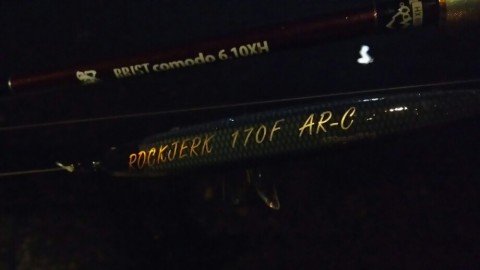 BRIST comodo 6.10XH
ROCKJERK 170F AR-C